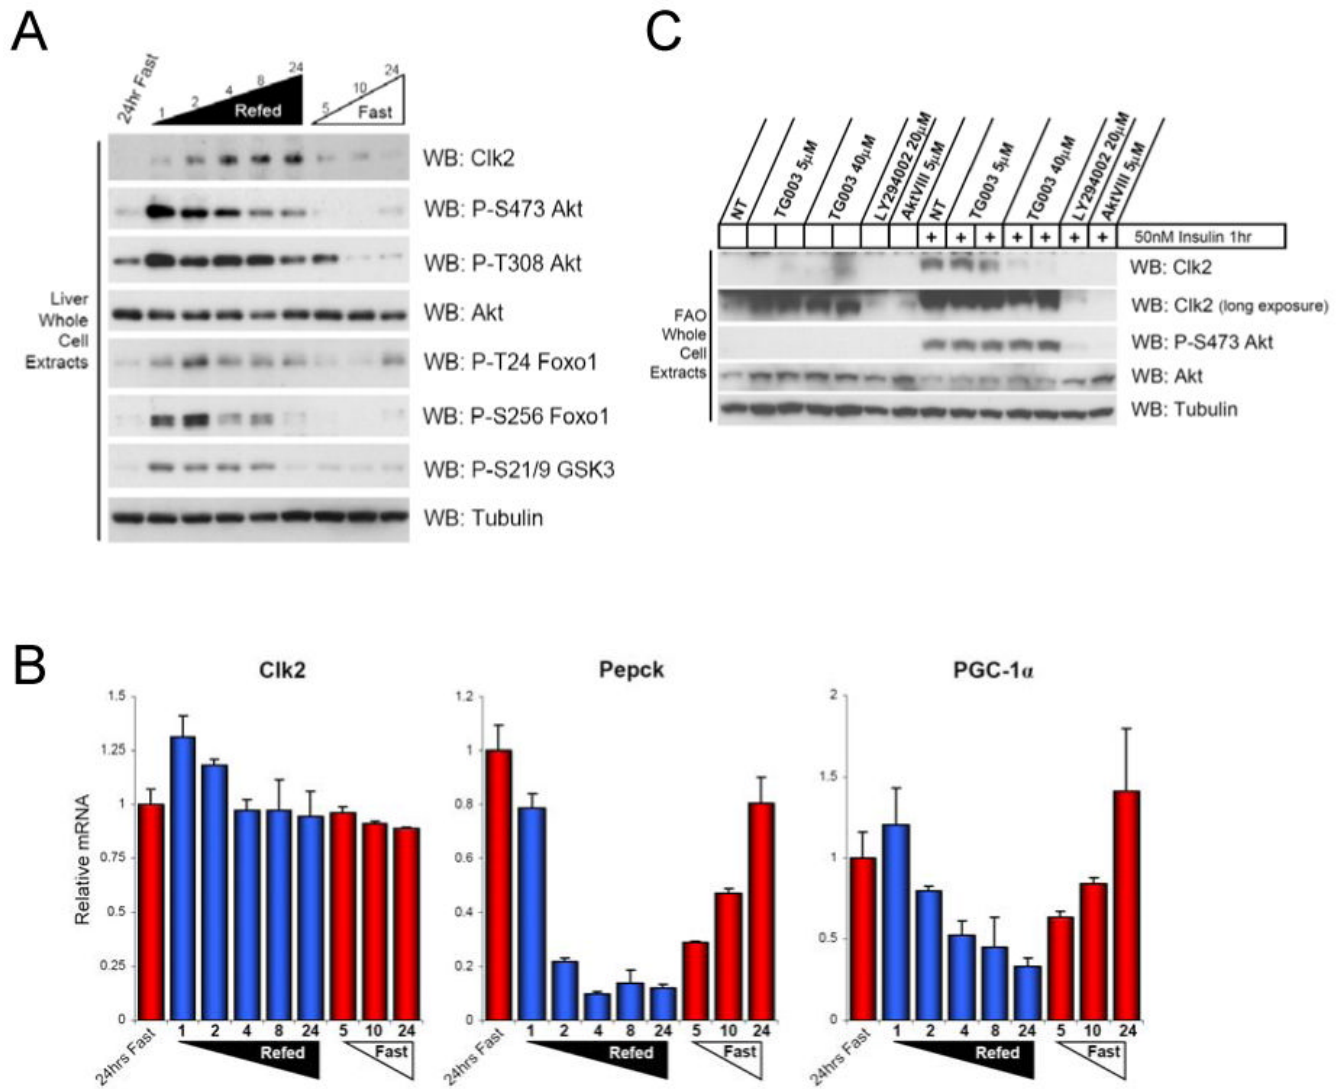 A
24hr Fast
1 2 4 8 24
Refed
5 10 24
Fast
Liver
Whole
Cell
Extracts
WB: Clk2
WB: P-S473 Akt
WB: P-T308 Akt
WB: Akt
WB: P-T24 Foxo1
WB: P-S256 Foxo1
WB: P-S21/9 GSK3
WB: Tubulin
C
NT
TG003 5µM
TG003 40µM
LY294002 20µM
AktVIII 5µM
NT
TG003 5µM
TG003 40µM
LY294002 20µM
AktVIII 5µM
+ + + + + + + 50nM Insulin 1hr
FAO
Whole
Cell
Extracts
WB: Clk2
WB: Clk2 (long exposure)
WB: P-S473 Akt
WB: Akt
WB: Tubulin
B
Clk2
Relative mRNA
1.5
1.25
1
0.75
0.5
0.25
0
24hrs Fast 1 2 4 8 24 5 10 24
Refed Fast
Pepck
1.2
1
0.8
0.6
0.4
0.2
0
24hrs Fast 1 2 4 8 24 5 10 24
Refed Fast
PGC-1α
2
1.5
1
0.5
0
24hrs Fast 1 2 4 8 24 5 10 24
Refed Fast